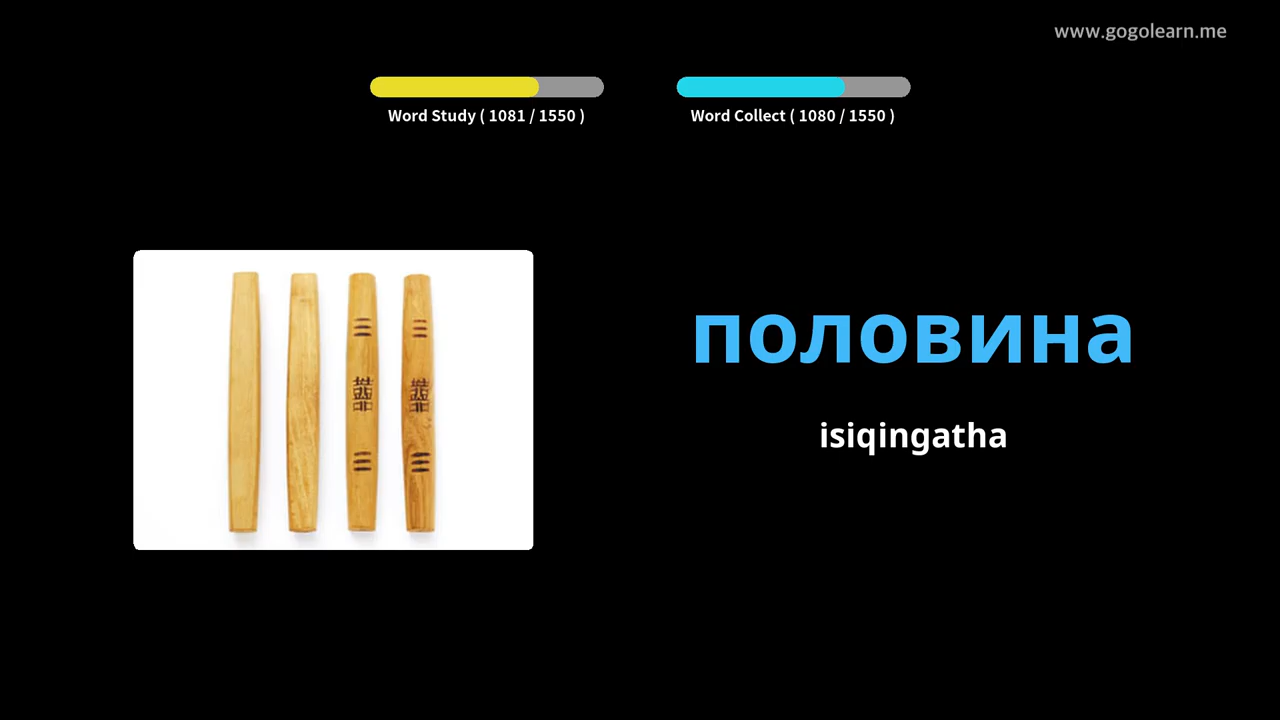 www.gogolearn.me
Word Study ( 1081 / 1550 )
Word Collect ( 1080 / 1550 )
половина
isiqingatha